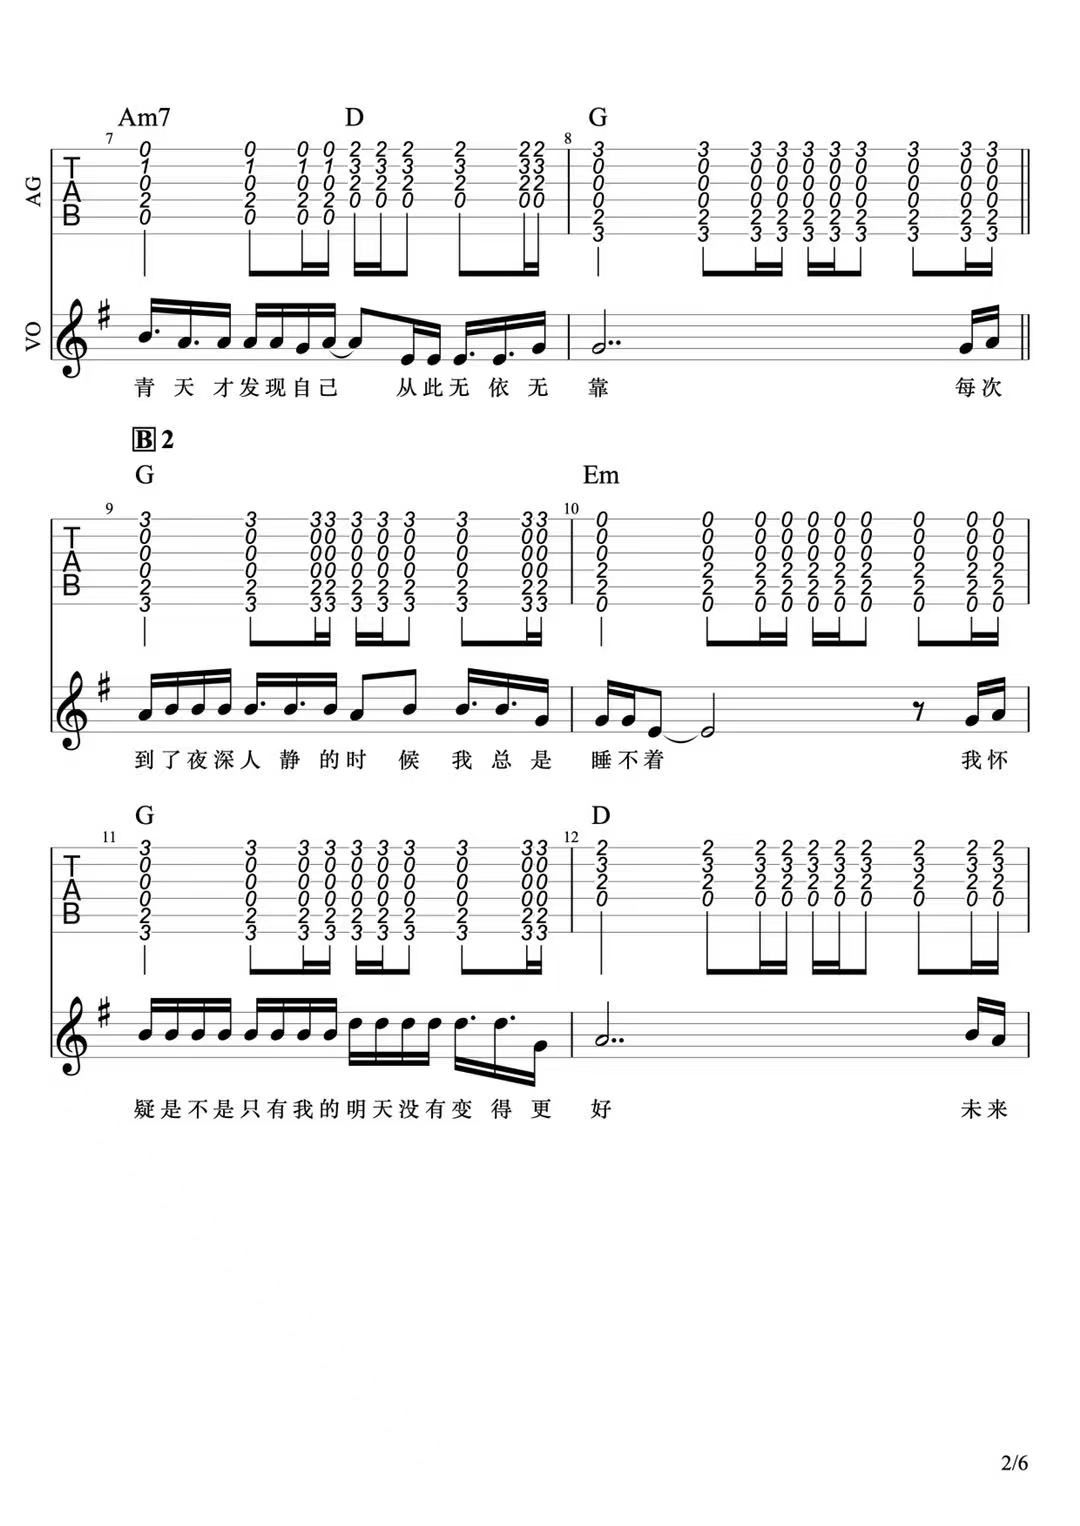 Am7 D G
7 8
AG
TAB
VO
青天才发现自己 从此无依无靠 每次
B 2
G Em
9 10
TAB
到了夜深人静的时候我总是睡不着 我怀
G D
11 12
TAB
疑是不是只有我的明天没有变得更好 未来
2/6